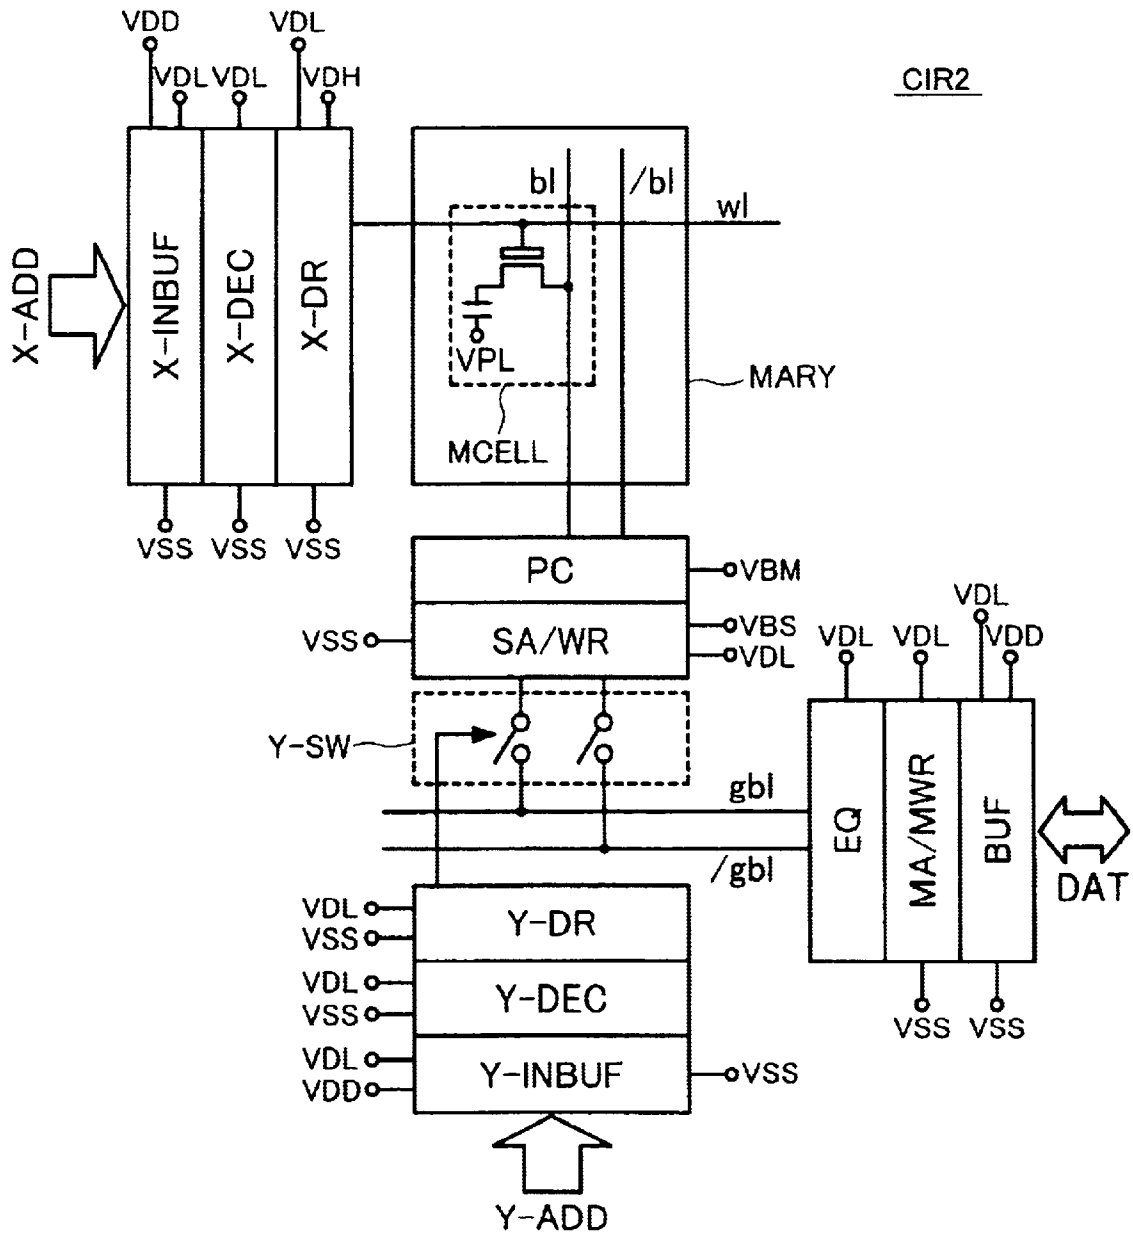 VDD
VDL
VDL
VDL
VDH
CIR2
X-ADD
X-INBUF
X-DEC
X-DR
bl
/bl
wl
VPL
MCELL
MARY
VSS
VSS
VSS
PC
VBM
VSS
SA/WR
VBS
VDL
Y-SW
VDL
VDL
VDL
VDD
gbl
/gbl
EQ
MA/MWR
BUF
DAT
VSS
VSS
VDL
VSS
Y-DR
VDL
VSS
Y-DEC
VDL
VDD
Y-INBUF
VSS
Y-ADD